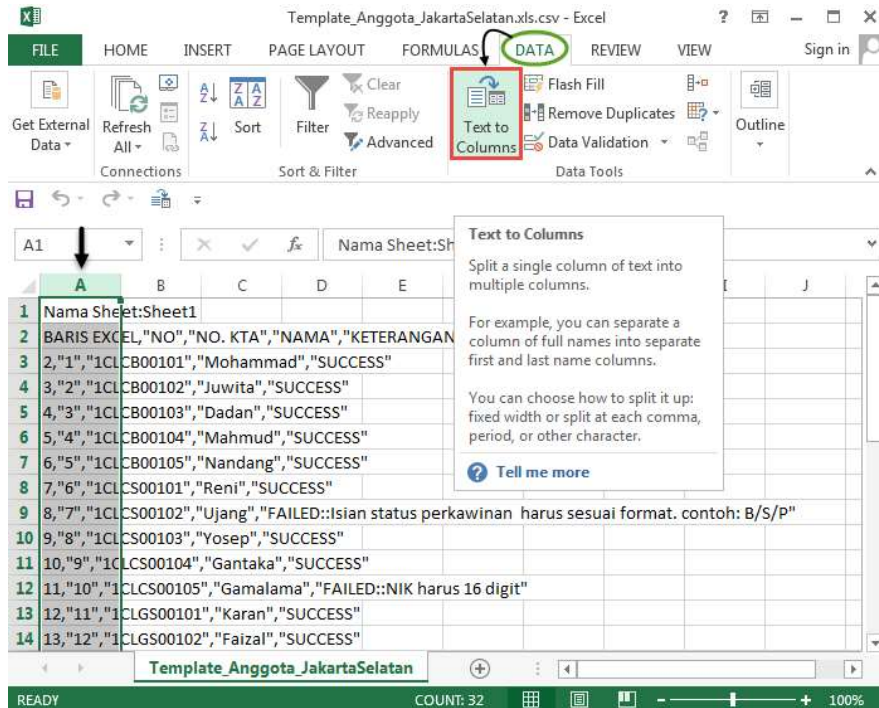 Template_Anggota_JakartaSelatan.xls.csv - Excel
FILE HOME INSERT PAGE LAYOUT FORMULAS DATA REVIEW VIEW Sign in
Get External
Data
Refresh
All
Connections
Sort
Filter
Clear
Reapply
Advanced
Sort & Filter
Text to
Columns
Flash Fill
Remove Duplicates
Data Validation
Data Tools
Outline
A1
fx
Nama Sheet:Sh
Text to Columns
Split a single column of text into
multiple columns.
For example, you can separate a
column of full names into separate
first and last name columns.
You can choose how to split it up:
fixed width or split at each comma,
period, or other character.
Tell me more
A B C D E I J
1 Nama Sheet:Sheet1
2 BARIS EXCEL,"NO","NO. KTA","NAMA","KETERANGAN
3 2,"1","1CLCB00101","Mohammad","SUCCESS"
4 3,"2","1CLCB00102","Juwita","SUCCESS"
5 4,"3","1CLCB00103","Dadan","SUCCESS"
6 5,"4","1CLCB00104","Mahmud","SUCCESS"
7 6,"5","1CLCB00105","Nandang","SUCCESS"
8 7,"6","1CLCS00101","Reni","SUCCESS"
9 8,"7","1CLCS00102","Ujang","FAILED::Isian status perkawinan  harus sesuai format. contoh: B/S/P"
10 9,"8","1CLCS00103","Yosep","SUCCESS"
11 10,"9","1CLCS00104","Gantaka","SUCCESS"
12 11,"10","1CLCS00105","Gamalama","FAILED::NIK harus 16 digit"
13 12,"11","1CLGS00101","Karan","SUCCESS"
14 13,"12","1CLGS00102","Faizal","SUCCESS"
Template_Anggota_JakartaSelatan
READY COUNT: 32 100%